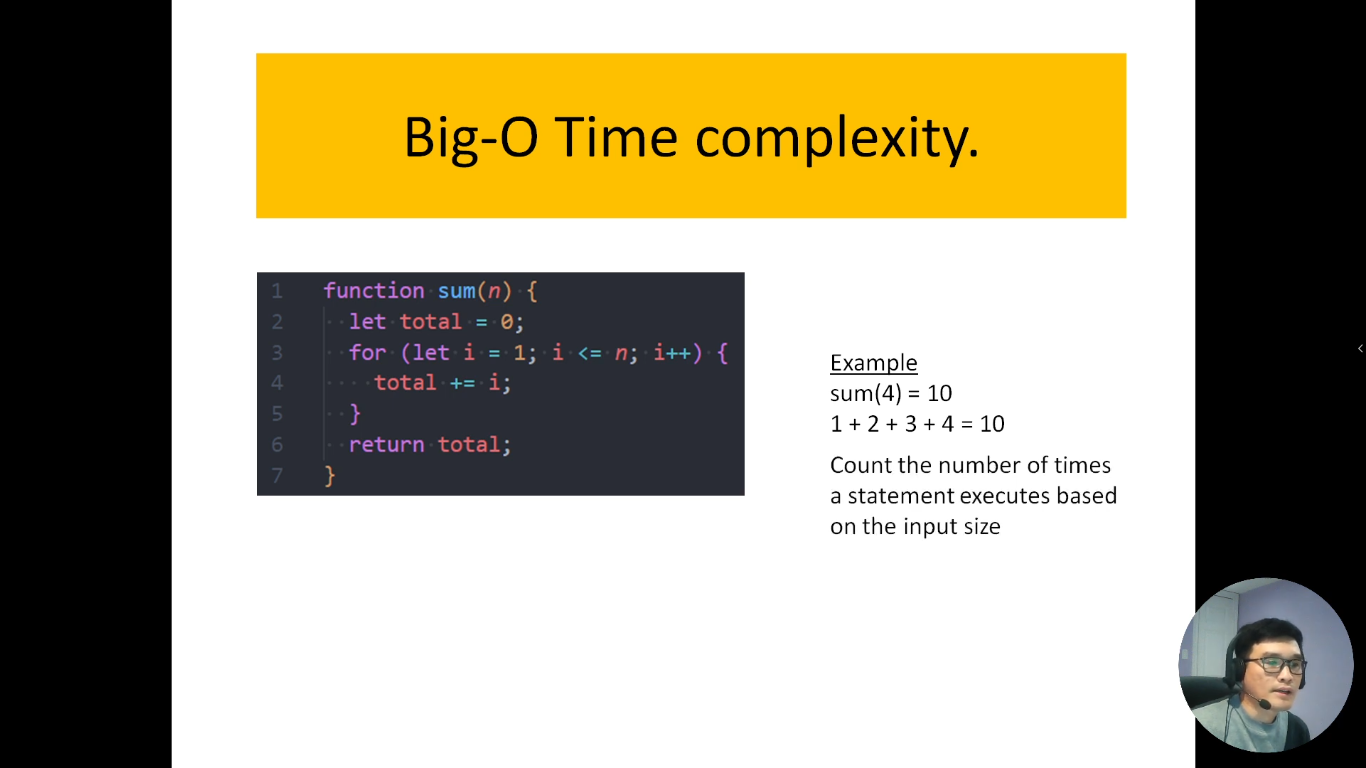 Big-O Time complexity.
1 function sum(n) {
2 let total = 0;
3 for (let i = 1; i <= n; i++) {
4 total += i;
5 }
6 return total;
7 }
Example
sum(4) = 10
1 + 2 + 3 + 4 = 10
Count the number of times
a statement executes based
on the input size